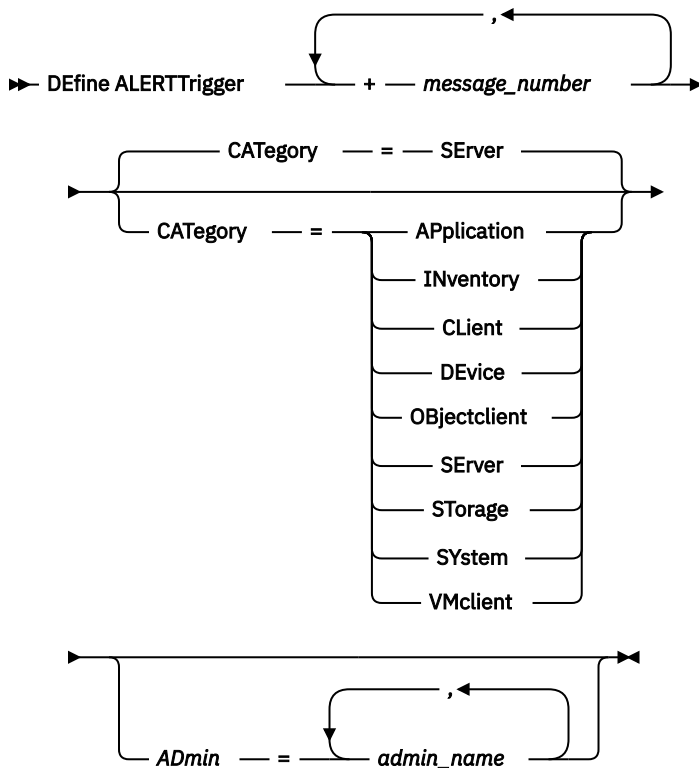 ,
DEfine ALERTTrigger + message_number
CATegory = SErver
CATegory = APplication
INventory
CLient
DEvice
OBjectclient
SErver
STorage
SYstem
VMclient
,
ADmin = admin_name